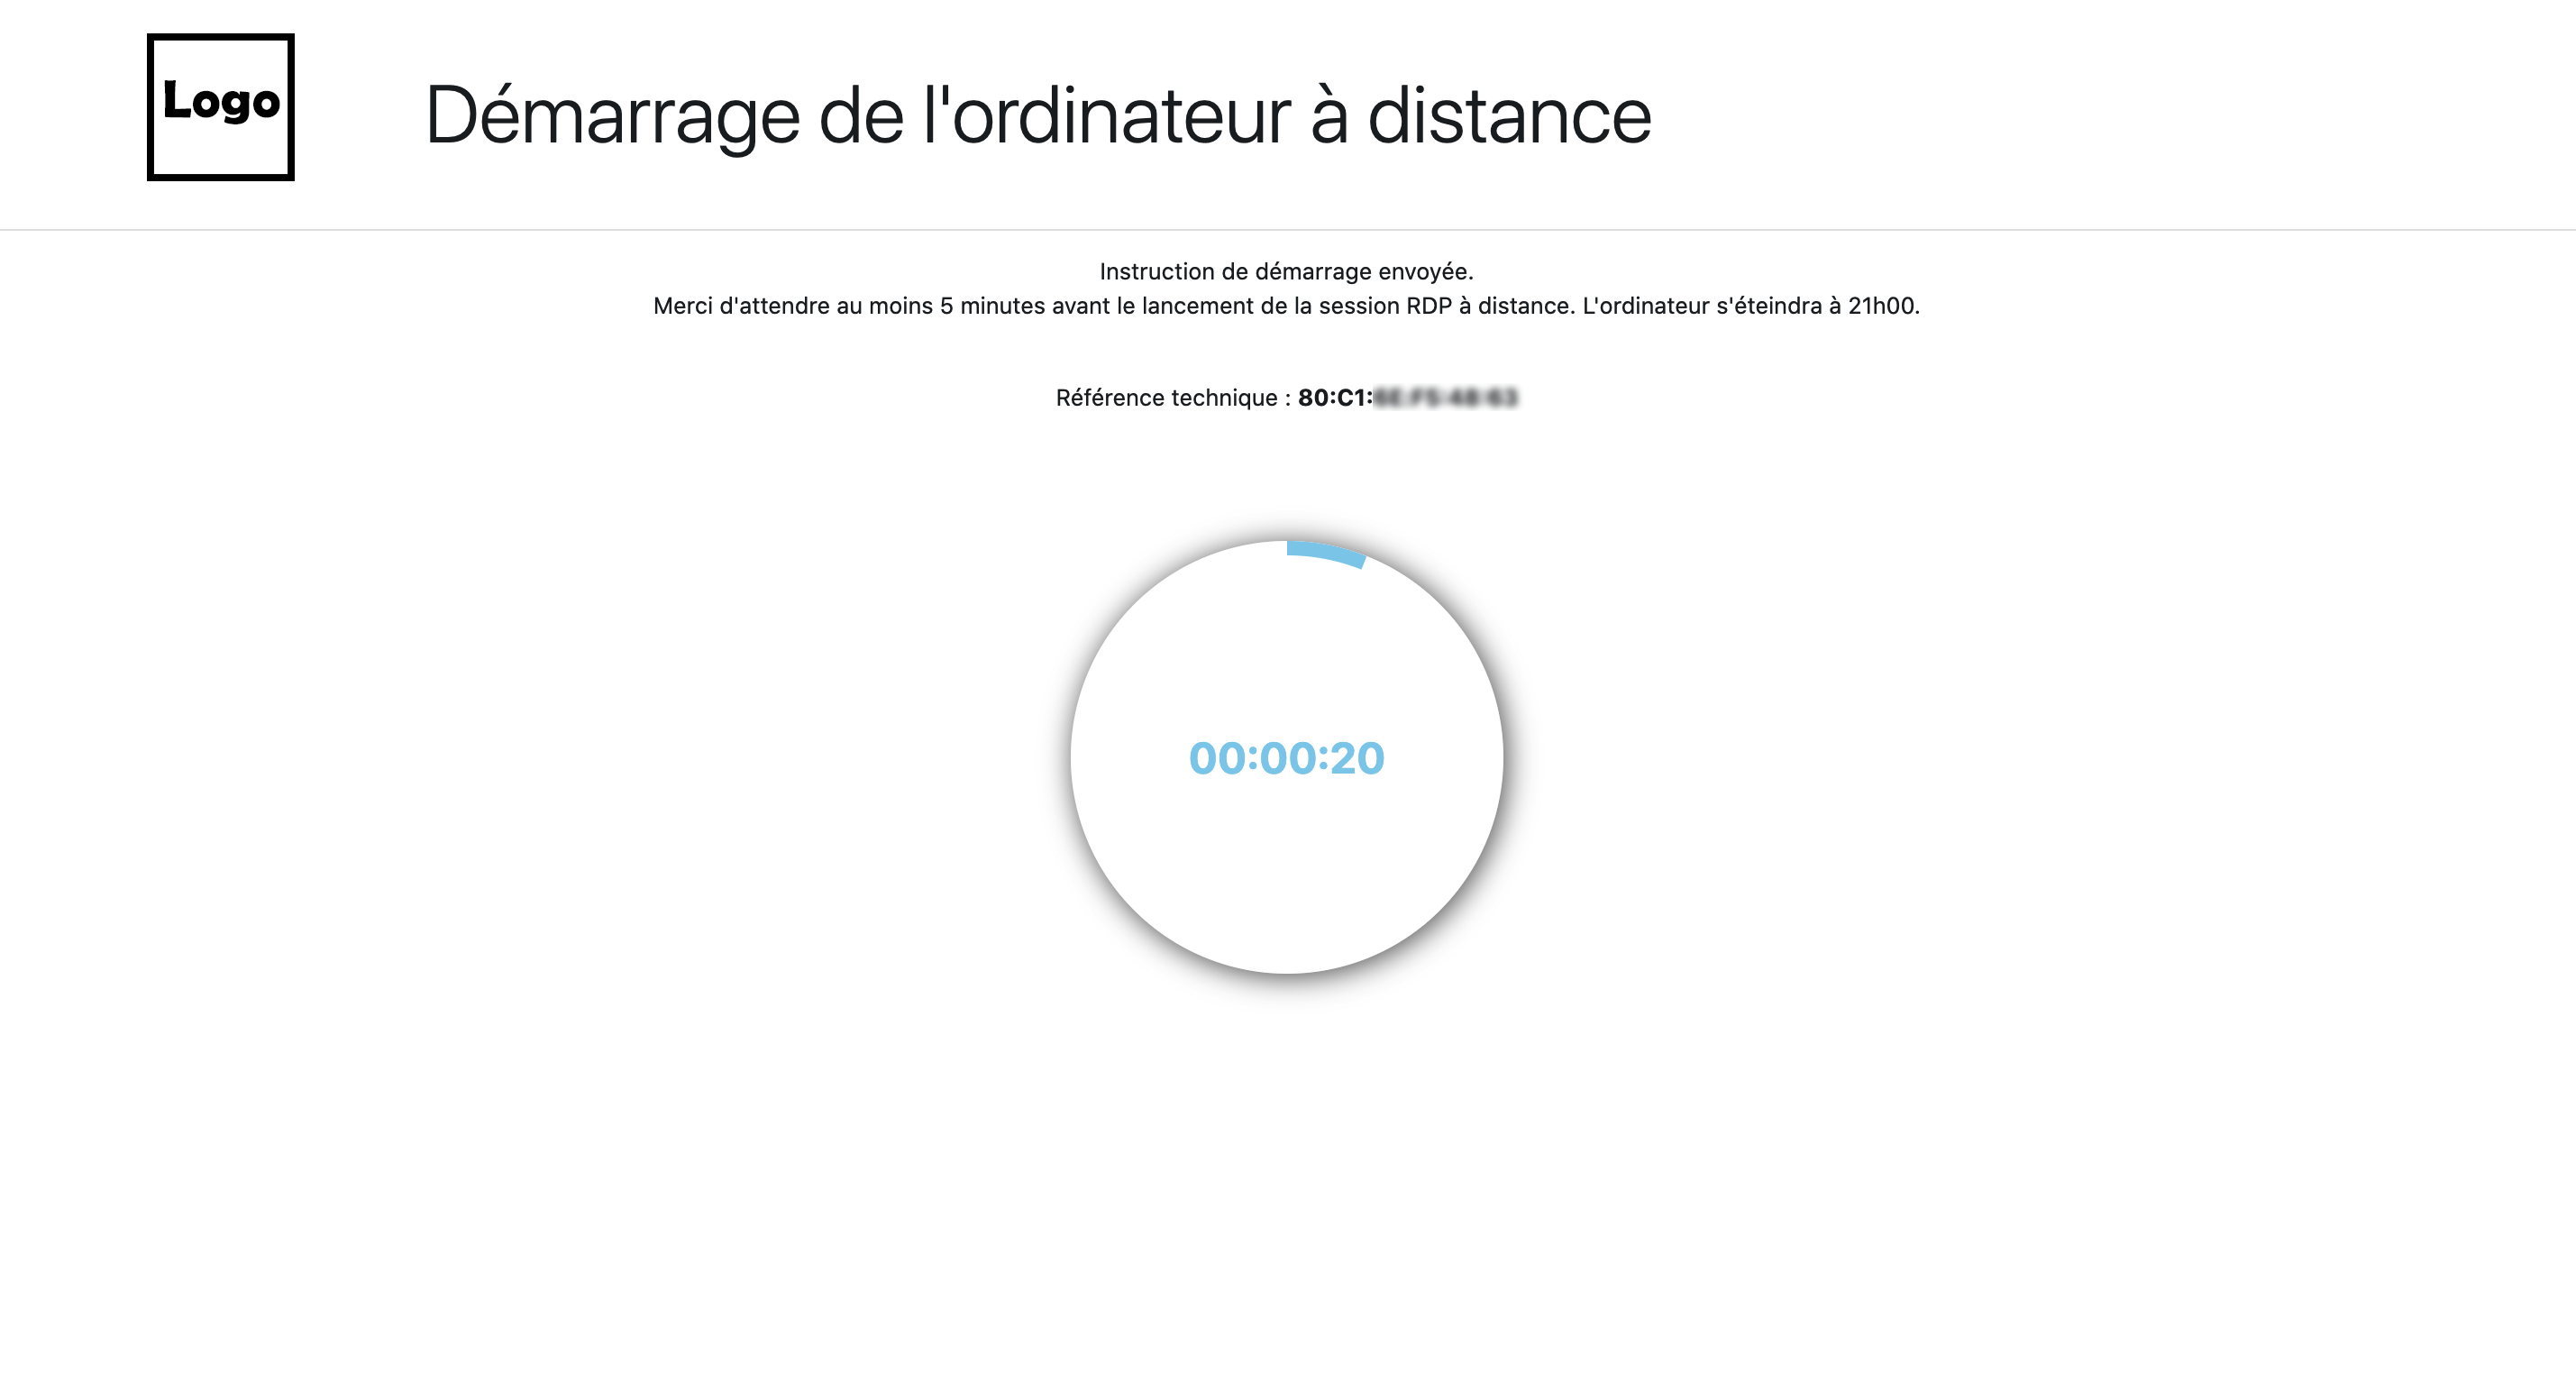 Logo
Démarrage de l'ordinateur à distance
Instruction de démarrage envoyée.
Merci d'attendre au moins 5 minutes avant le lancement de la session RDP à distance. L'ordinateur s'éteindra à 21h00.
Référence technique : 80:C1:
00:00:20